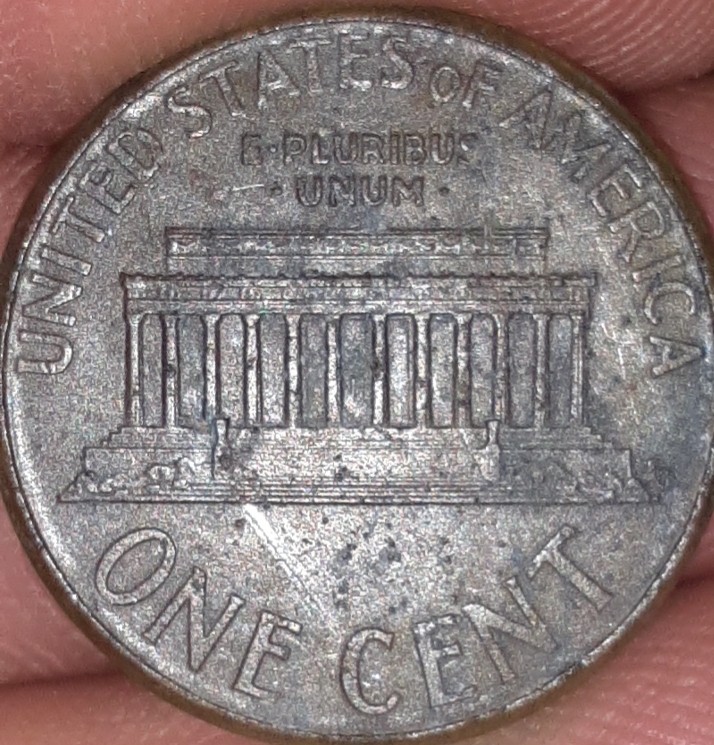 UNITED STATES OF AMERICA
E·PLURIBUS
·UNUM·
ONE CENT